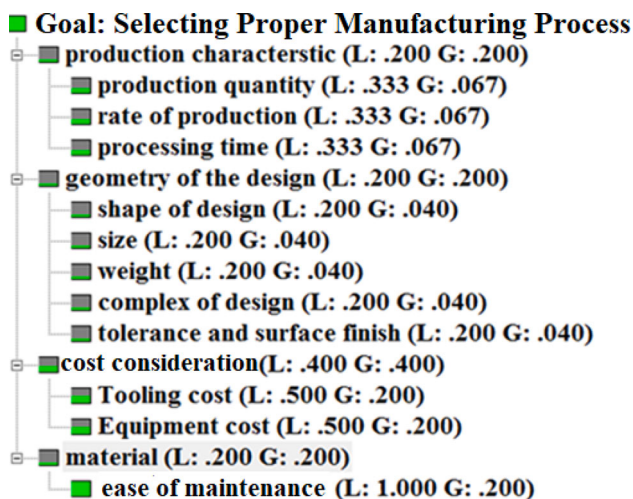 Goal: Selecting Proper Manufacturing Process
production characterstic (L: .200 G: .200)
production quantity (L: .333 G: .067)
rate of production (L: .333 G: .067)
processing time (L: .333 G: .067)
geometry of the design (L: .200 G: .200)
shape of design (L: .200 G: .040)
size (L: .200 G: .040)
weight (L: .200 G: .040)
complex of design (L: .200 G: .040)
tolerance and surface finish (L: .200 G: .040)
cost consideration(L: .400 G: .400)
Tooling cost (L: .500 G: .200)
Equipment cost (L: .500 G: .200)
material (L: .200 G: .200)
ease of maintenance (L: 1.000 G: .200)